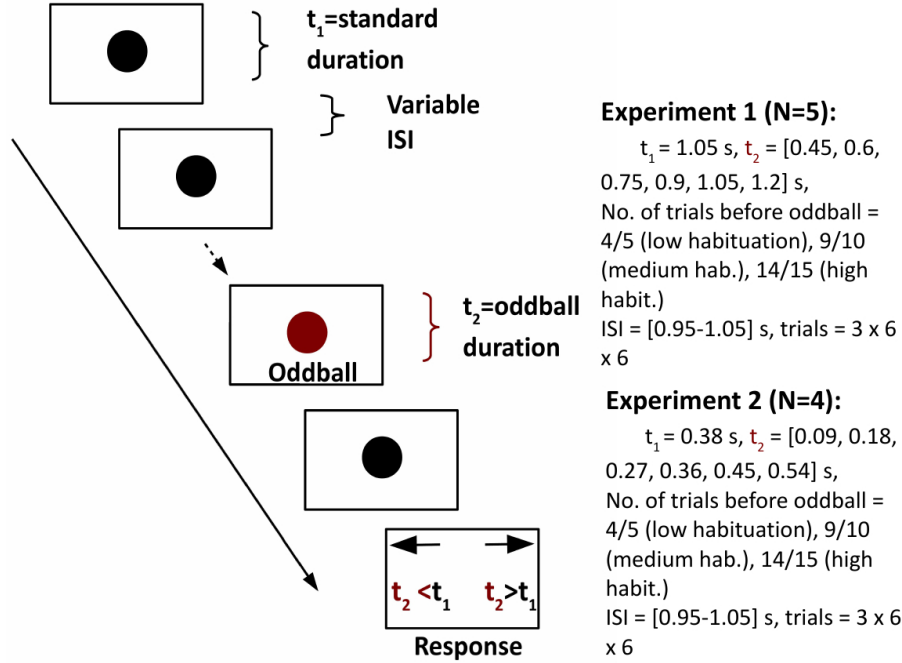 t1=standard
duration
Variable
ISI
t2=oddball
duration
Oddball
t2 <t1
t2>t1
Response
Experiment 1 (N=5):
t1 = 1.05 s, t2 = [0.45, 0.6,
0.75, 0.9, 1.05, 1.2] s,
No. of trials before oddball =
4/5 (low habituation), 9/10
(medium hab.), 14/15 (high
habit.)
ISI = [0.95-1.05] s, trials = 3 x 6
x 6
Experiment 2 (N=4):
t1 = 0.38 s, t2 = [0.09, 0.18,
0.27, 0.36, 0.45, 0.54] s,
No. of trials before oddball =
4/5 (low habituation), 9/10
(medium hab.), 14/15 (high
habit.)
ISI = [0.95-1.05] s, trials = 3 x 6
x 6